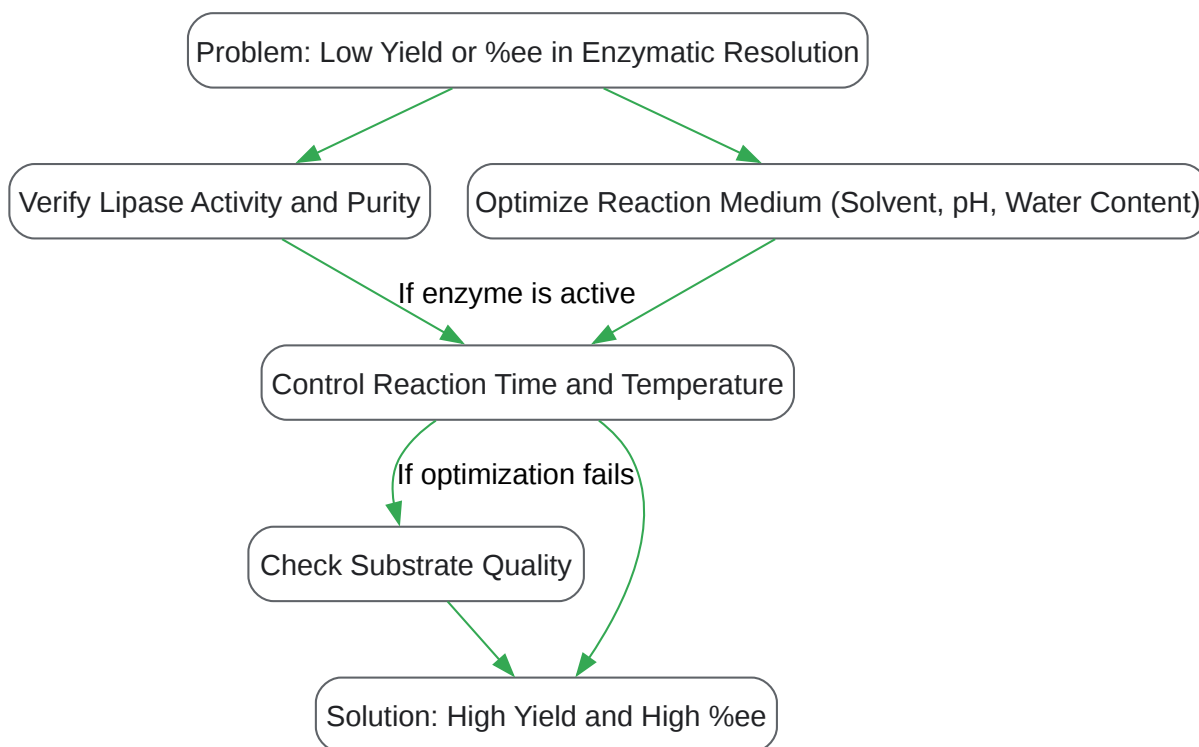 Problem: Low Yield or %ee in Enzymatic Resolution
Verify Lipase Activity and Purity
Optimize Reaction Medium (Solvent, pH, Water Content)
If enzyme is active
Control Reaction Time and Temperature
If optimization fails
Check Substrate Quality
Solution: High Yield and High %ee